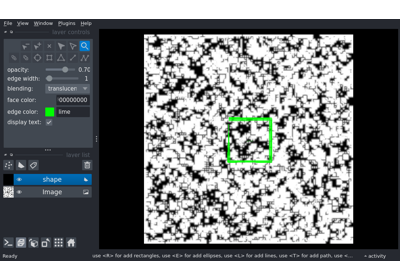 File View Window Plugins Help
layer controls
opacity: 0.70
edge width: 1
blending: translucen
face color: 00000000
edge color: lime
display text:
layer list
shape
Image
Ready
use <R> for add rectangles, use <E> for add ellipses, use <L> for add lines, use <T> for add path, use <...
activity